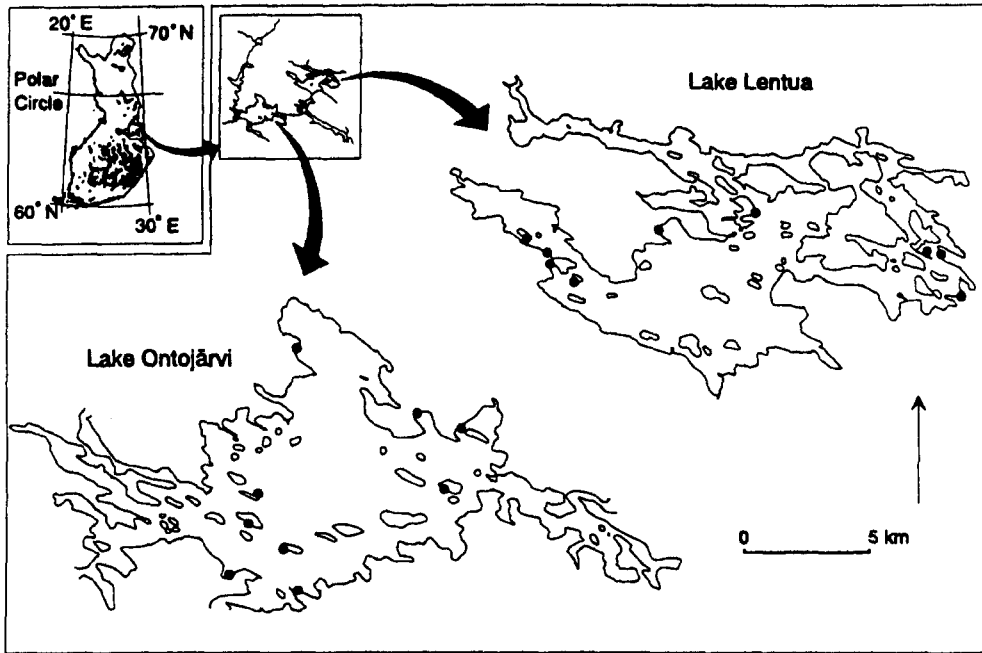 20° E
70° N
Polar
Circle
60° N
30° E
Lake Lentua
Lake Ontojärvi
0
5 km